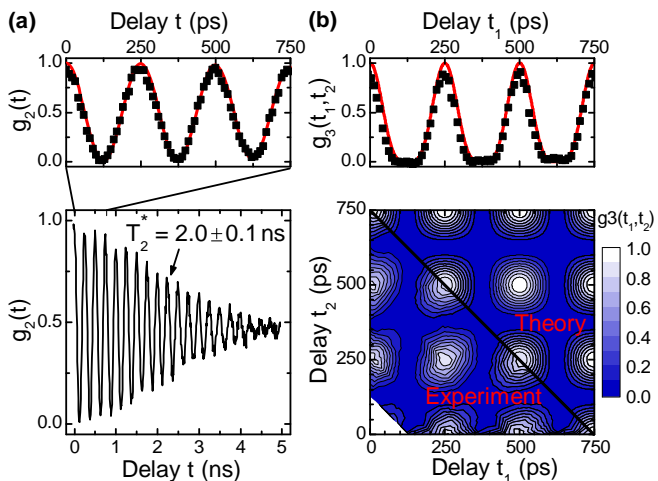 (a)
Delay t (ps)
0 250 500 750
g₂(t)
1.0
0.5
0.0
T₂* = 2.0±0.1 ns
g₂(t)
1.0
0.5
0.0
0 1 2 3 4 5
Delay t (ns)
(b)
Delay t₁ (ps)
0 250 500 750
g₃(t₁,t₂)
1.0
0.5
0.0
Delay t₂ (ps)
750
500
250
0
Theory
Experiment
0 250 500 750
Delay t₁ (ps)
g3(t₁,t₂)
1.0
0.8
0.6
0.4
0.2
0.0